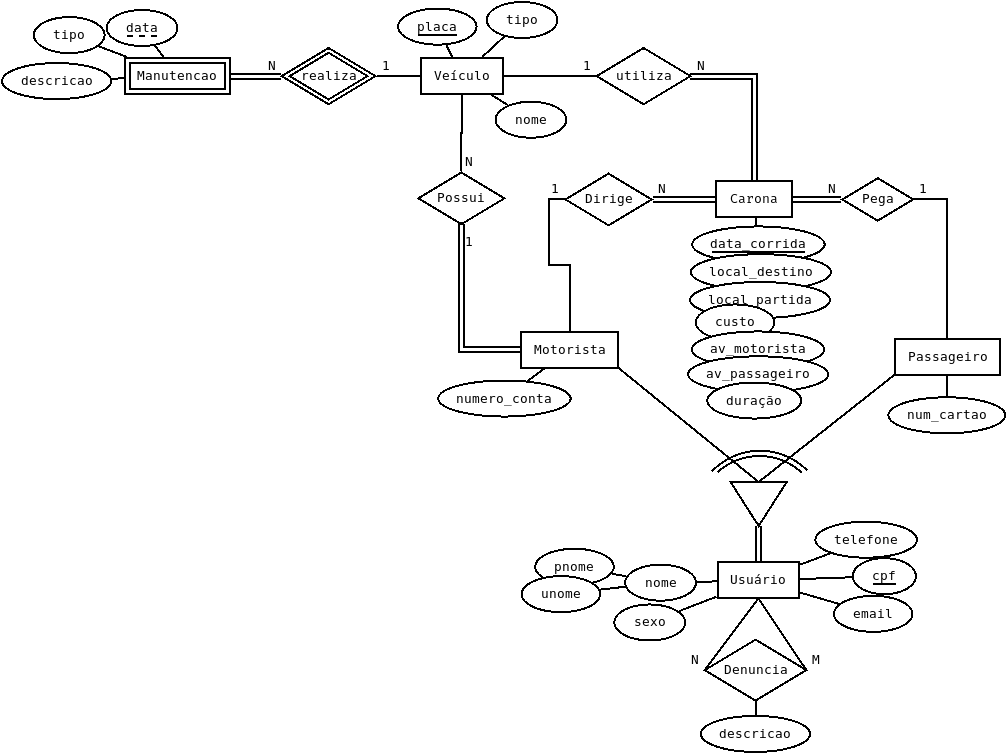 tipo
data
placa
tipo
descricao
Manutencao
N
realiza
1
Veículo
1
utiliza
N
nome
N
Possui
1
1
Dirige
N
Carona
N
Pega
1
data_corrida
local_destino
local_partida
custo
av_motorista
av_passageiro
duração
Motorista
numero_conta
Passageiro
num_cartao
telefone
pnome
unome
nome
Usuário
cpf
sexo
email
N
Denuncia
M
descricao